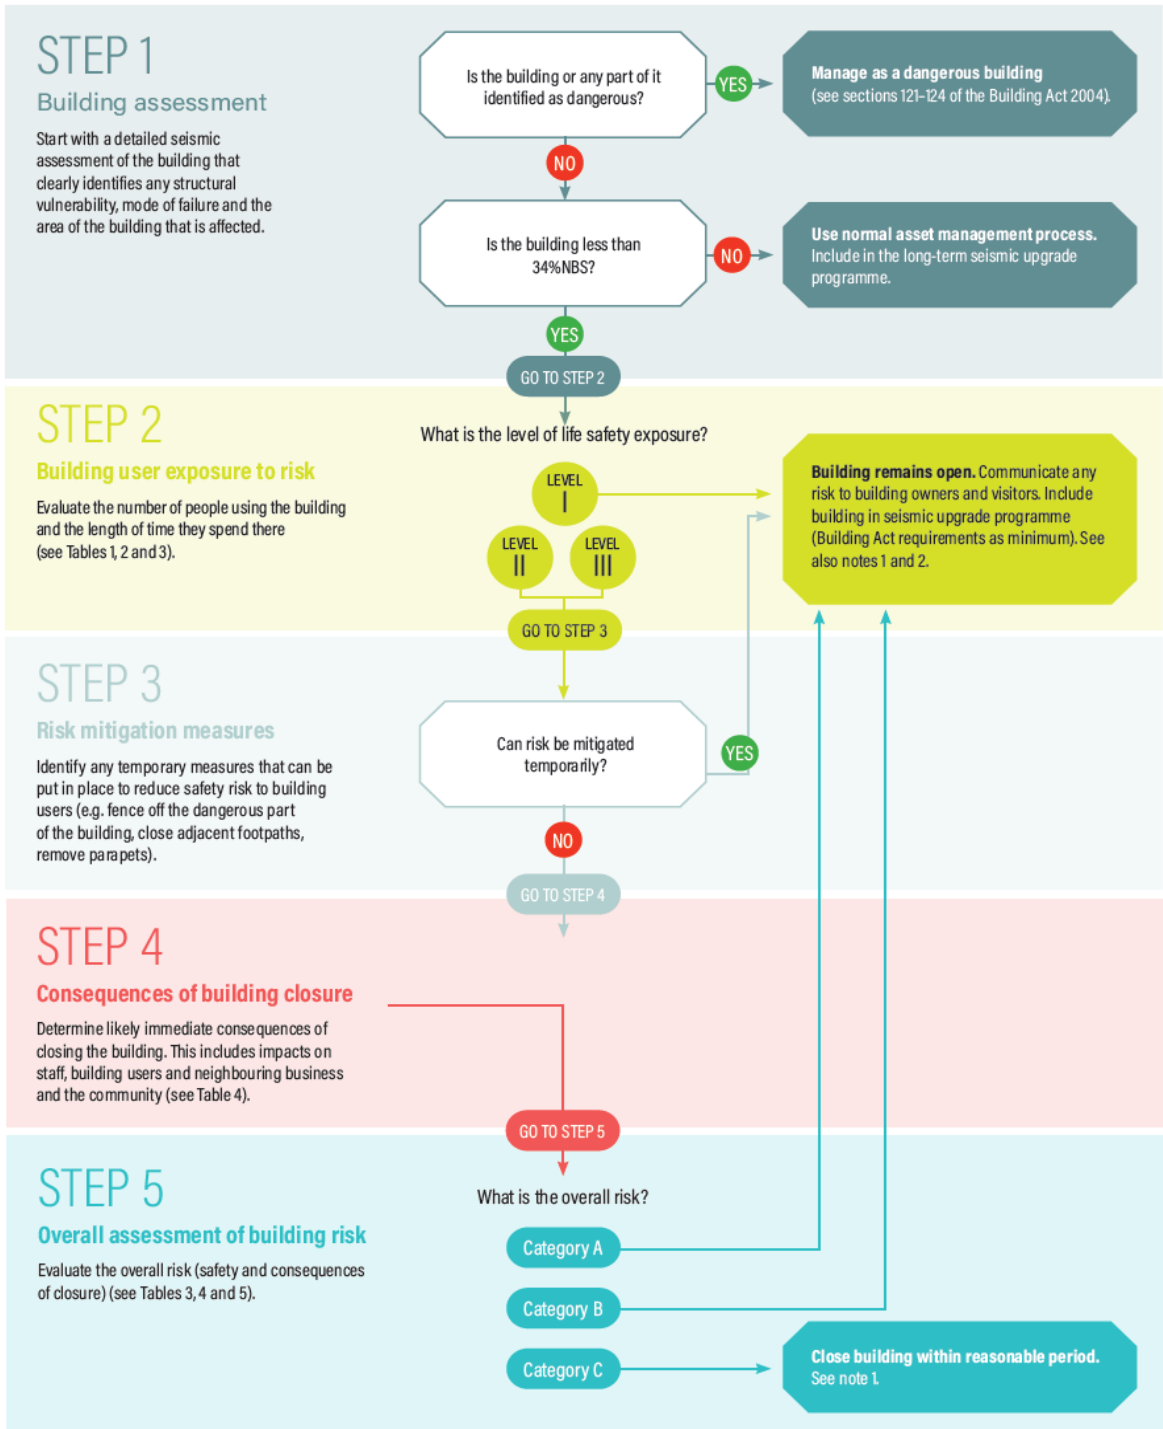 STEP 1
Building assessment
Start with a detailed seismic
assessment of the building that
clearly identifies any structural
vulnerability, mode of failure and the
area of the building that is affected.
Is the building or any part of it
identified as dangerous?
YES
Manage as a dangerous building
(see sections 121–124 of the Building Act 2004).
NO
Is the building less than
34%NBS?
NO
Use normal asset management process.
Include in the long-term seismic upgrade
programme.
YES
GO TO STEP 2
STEP 2
Building user exposure to risk
Evaluate the number of people using the building
and the length of time they spend there
(see Tables 1, 2 and 3).
What is the level of life safety exposure?
LEVEL
I
LEVEL
II
LEVEL
III
Building remains open. Communicate any
risk to building owners and visitors. Include
building in seismic upgrade programme
(Building Act requirements as minimum). See
also notes 1 and 2.
GO TO STEP 3
STEP 3
Risk mitigation measures
Identify any temporary measures that can be
put in place to reduce safety risk to building
users (e.g. fence off the dangerous part
of the building, close adjacent footpaths,
remove parapets).
Can risk be mitigated
temporarily?
YES
NO
GO TO STEP 4
STEP 4
Consequences of building closure
Determine likely immediate consequences of
closing the building. This includes impacts on
staff, building users and neighbouring business
and the community (see Table 4).
GO TO STEP 5
STEP 5
Overall assessment of building risk
Evaluate the overall risk (safety and consequences
of closure) (see Tables 3, 4 and 5).
What is the overall risk?
Category A
Category B
Category C
Close building within reasonable period.
See note 1.